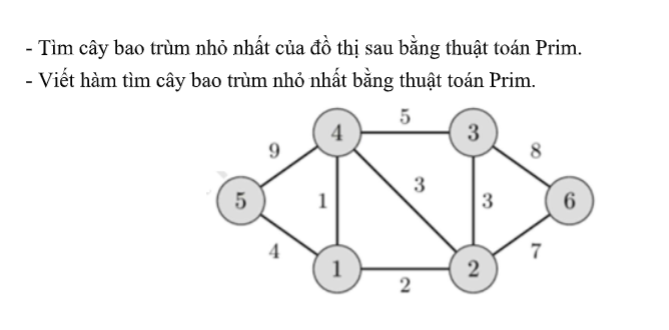 - Tìm cây bao trùm nhỏ nhất của đồ thị sau bằng thuật toán Prim.
- Viết hàm tìm cây bao trùm nhỏ nhất bằng thuật toán Prim.
5
4 3
9 8
3
5 1 3 6
4 7
1 2
2